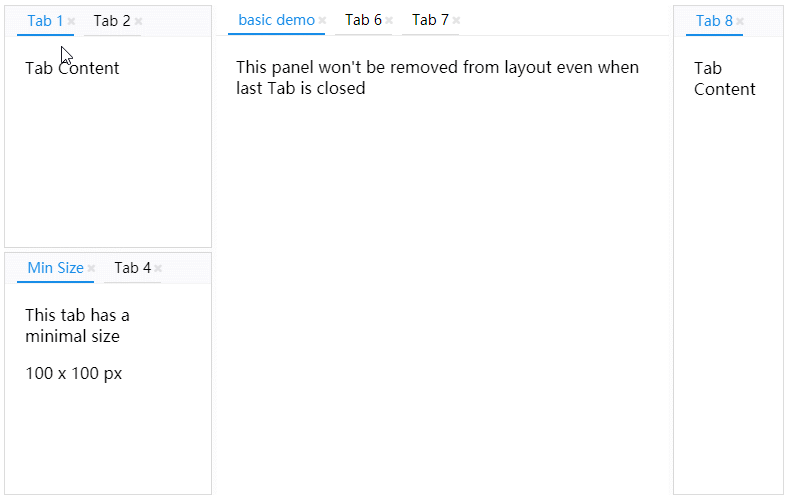 Tab 1 × Tab 2 ×
Tab Content
Min Size × Tab 4 ×
This tab has a
minimal size
100 x 100 px
basic demo × Tab 6 × Tab 7 ×
This panel won't be removed from layout even when
last Tab is closed
Tab 8 ×
Tab
Content